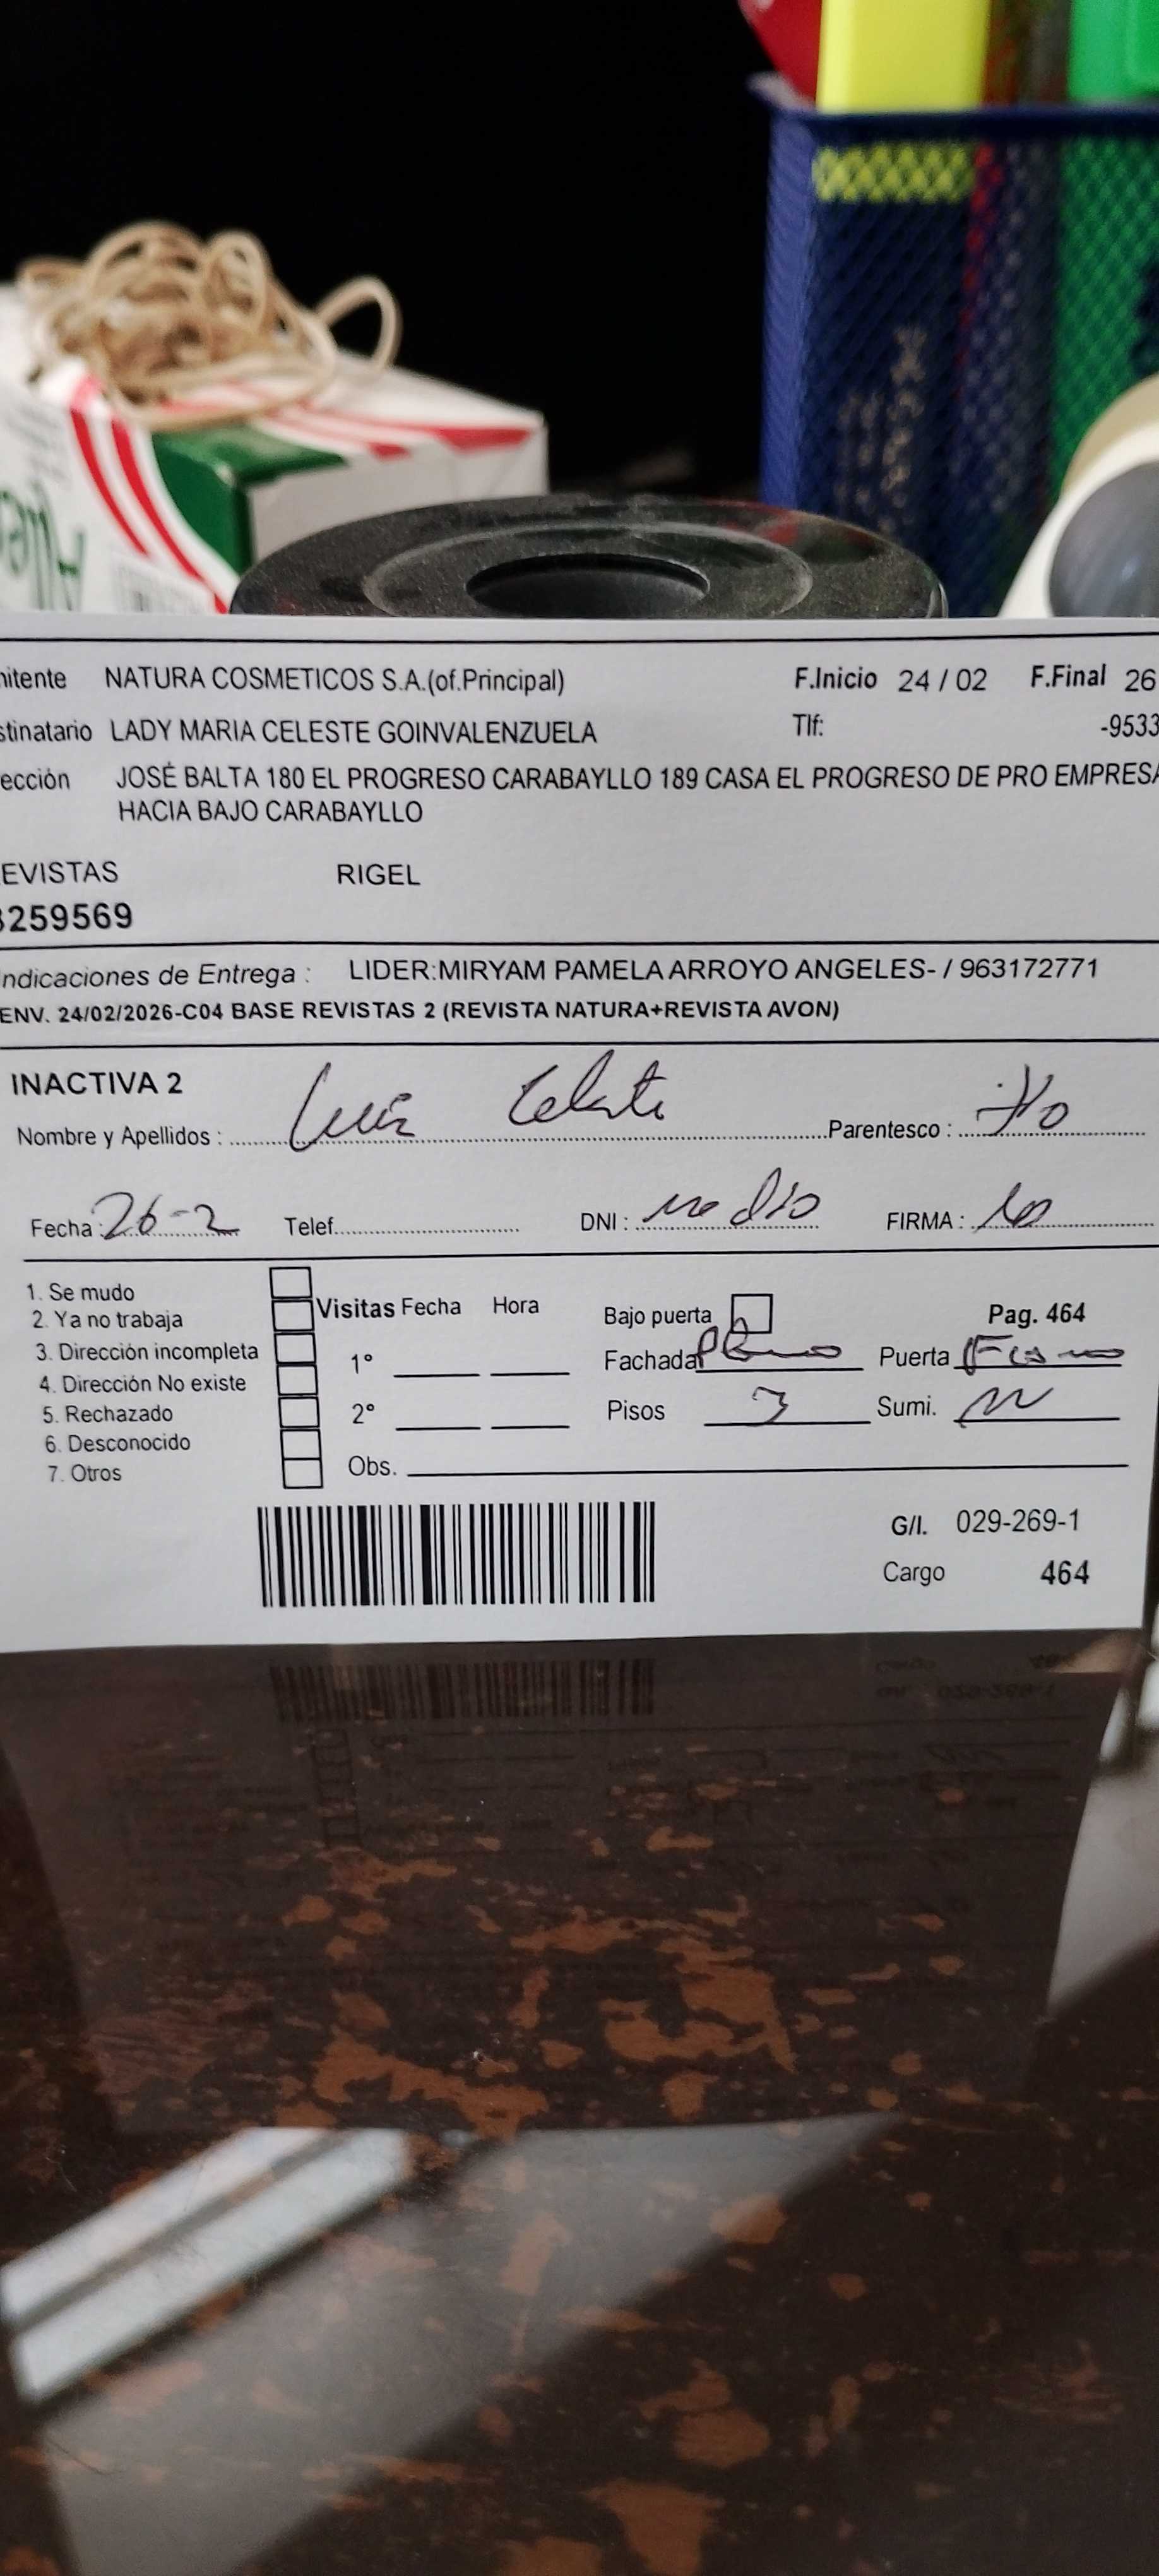 mitente NATURA COSMETICOS S.A.(of.Principal) F.Inicio 24 / 02 F.Final 26
stinatario LADY MARIA CELESTE GOINVALENZUELA Tlf: -9533
ección JOSÉ BALTA 180 EL PROGRESO CARABAYLLO 189 CASA EL PROGRESO DE PRO EMPRESA
HACIA BAJO CARABAYLLO
EVISTAS RIGEL
3259569
Indicaciones de Entrega : LIDER:MIRYAM PAMELA ARROYO ANGELES- / 963172771
ENV. 24/02/2026-C04 BASE REVISTAS 2 (REVISTA NATURA+REVISTA AVON)
INACTIVA 2
Nombre y Apellidos : Parentesco :
Fecha : 26-2 Telef. DNI : no dio FIRMA :
1. Se mudo
2. Ya no trabaja
3. Dirección incompleta
4. Dirección No existe
5. Rechazado
6. Desconocido
7. Otros
Visitas Fecha Hora
1°
2°
Obs.
Bajo puerta Pag. 464
Fachada Puerta
Pisos 3 Sumi.
G/I. 029-269-1
Cargo 464